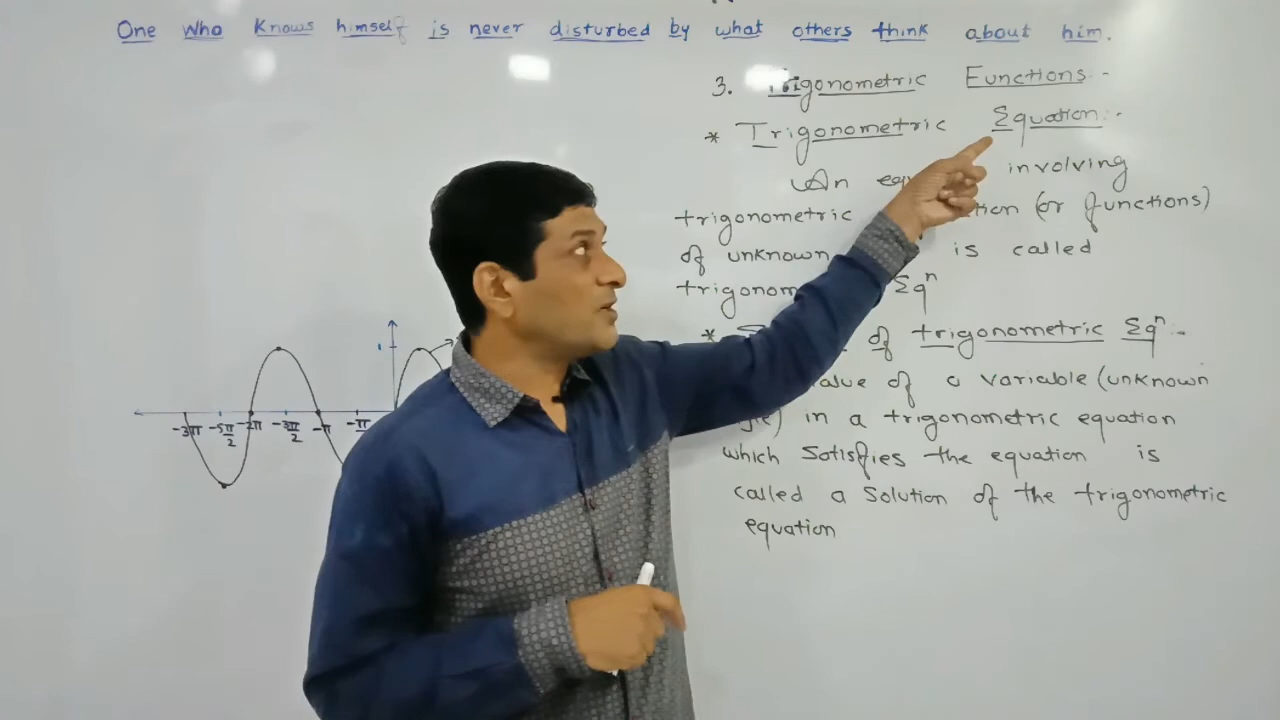 One Who Knows himself is never disturbed by what others think about him.
3. Trigonometric Functions :-
* Trigonometric Equation :-
An involving
trigonometric (or functions)
of unknown is called
Eqⁿ
* of trigonometric Eqⁿ :-
of a variable (unknown
in a trigonometric equation
which satisfies the equation is
called a solution of the trigonometric
equation
1
-3π -5π/2 -2π -3π/2 -π -π/2